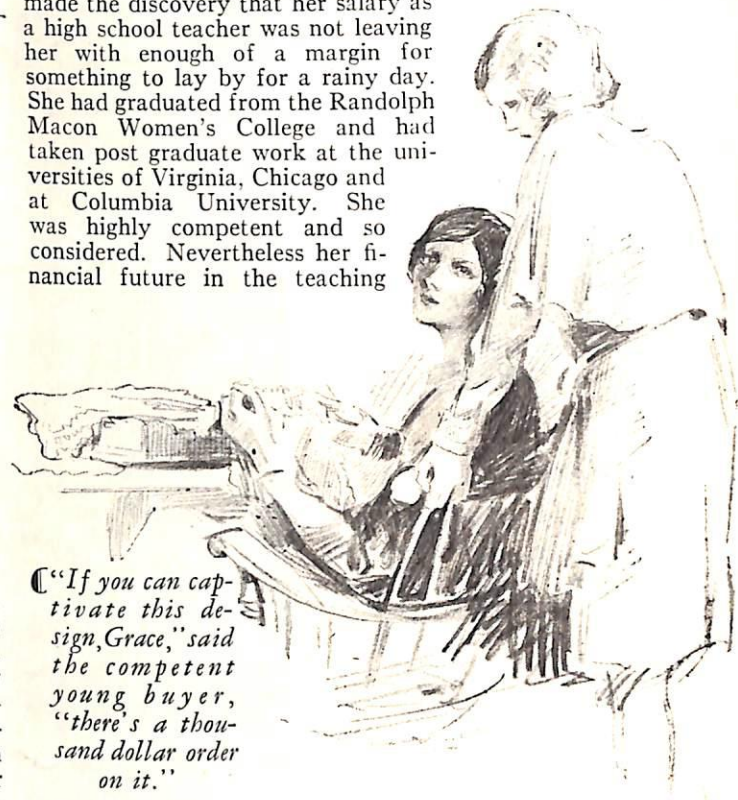 made the discovery that her salary as
a high school teacher was not leaving
her with enough of a margin for
something to lay by for a rainy day.
She had graduated from the Randolph
Macon Women's College and had
taken post graduate work at the uni-
versities of Virginia, Chicago and
at Columbia University. She
was highly competent and so
considered. Nevertheless her fi-
nancial future in the teaching
"If you can cap-
tivate this de-
sign, Grace," said
the competent
young buyer,
"there's a thou-
sand dollar order
on it."